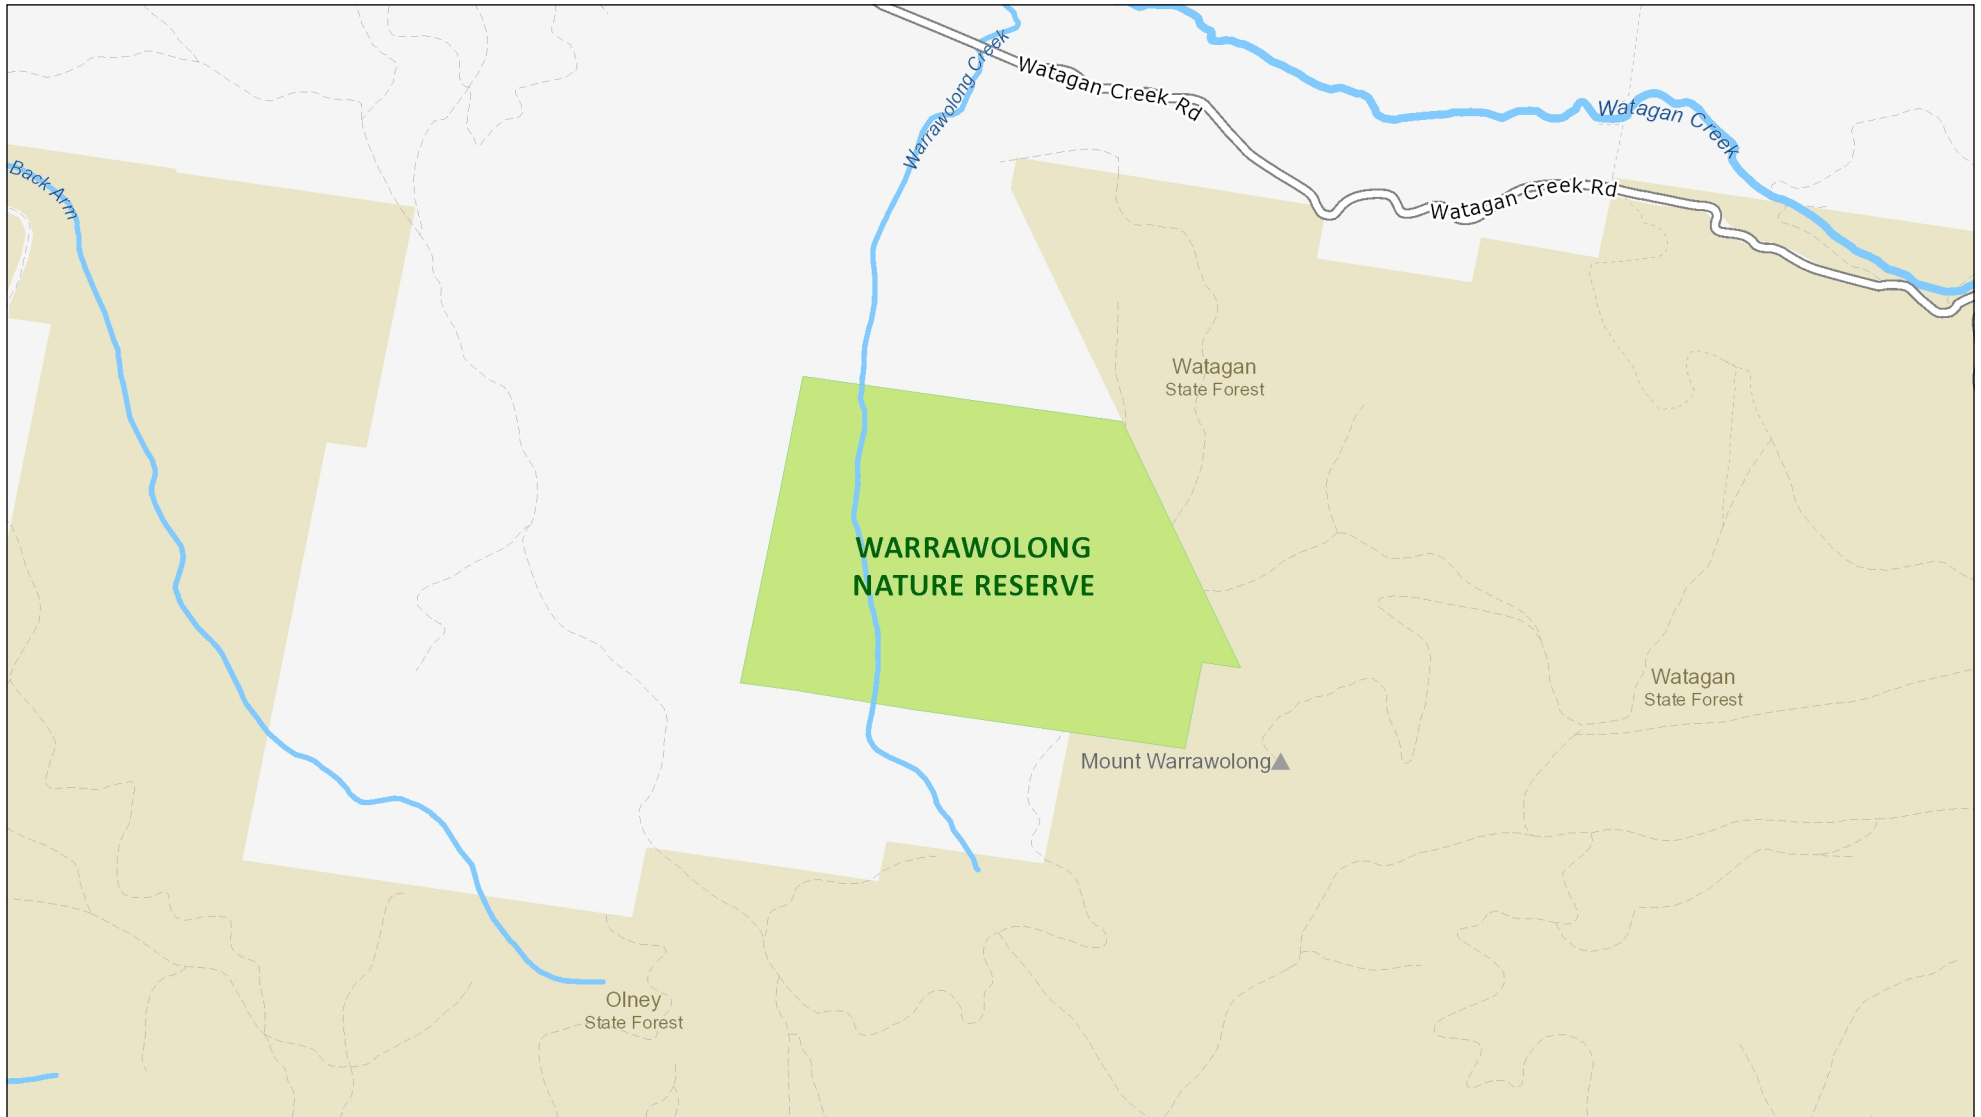 Warrawolong Creek
Watagan Creek Rd
Watagan Creek
Back Arm
Watagan Creek Rd
Watagan
State Forest
WARRAWOLONG
NATURE RESERVE
Watagan
State Forest
Mount Warrawolong
Olney
State Forest